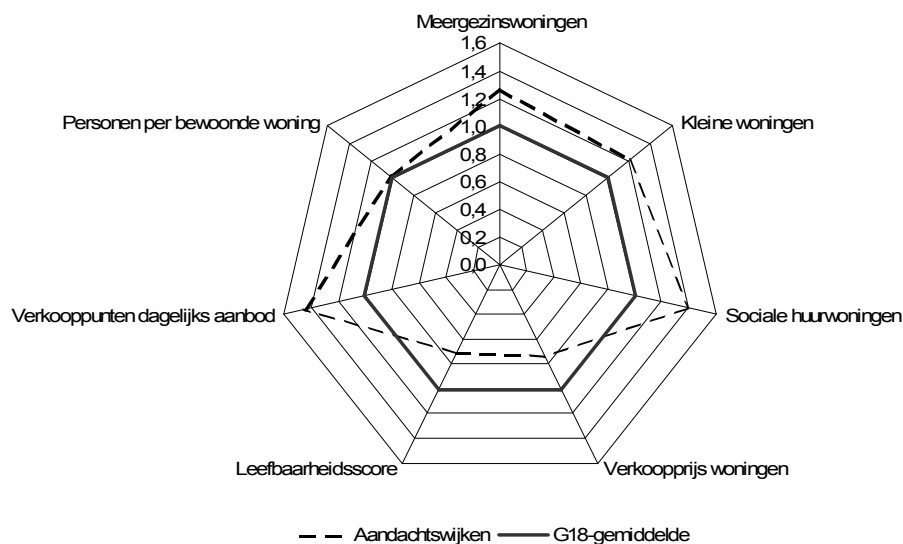 Meergezinswoningen
1,6
1,4
1,2
1,0
0,8
0,6
0,4
0,2
0,0
Personen per bewoonde woning
Kleine woningen
Verkooppunten dagelijks aanbod
Sociale huurwoningen
Leefbaarheidsscore
Verkoopprijs woningen
Aandachtswijken G18-gemiddelde